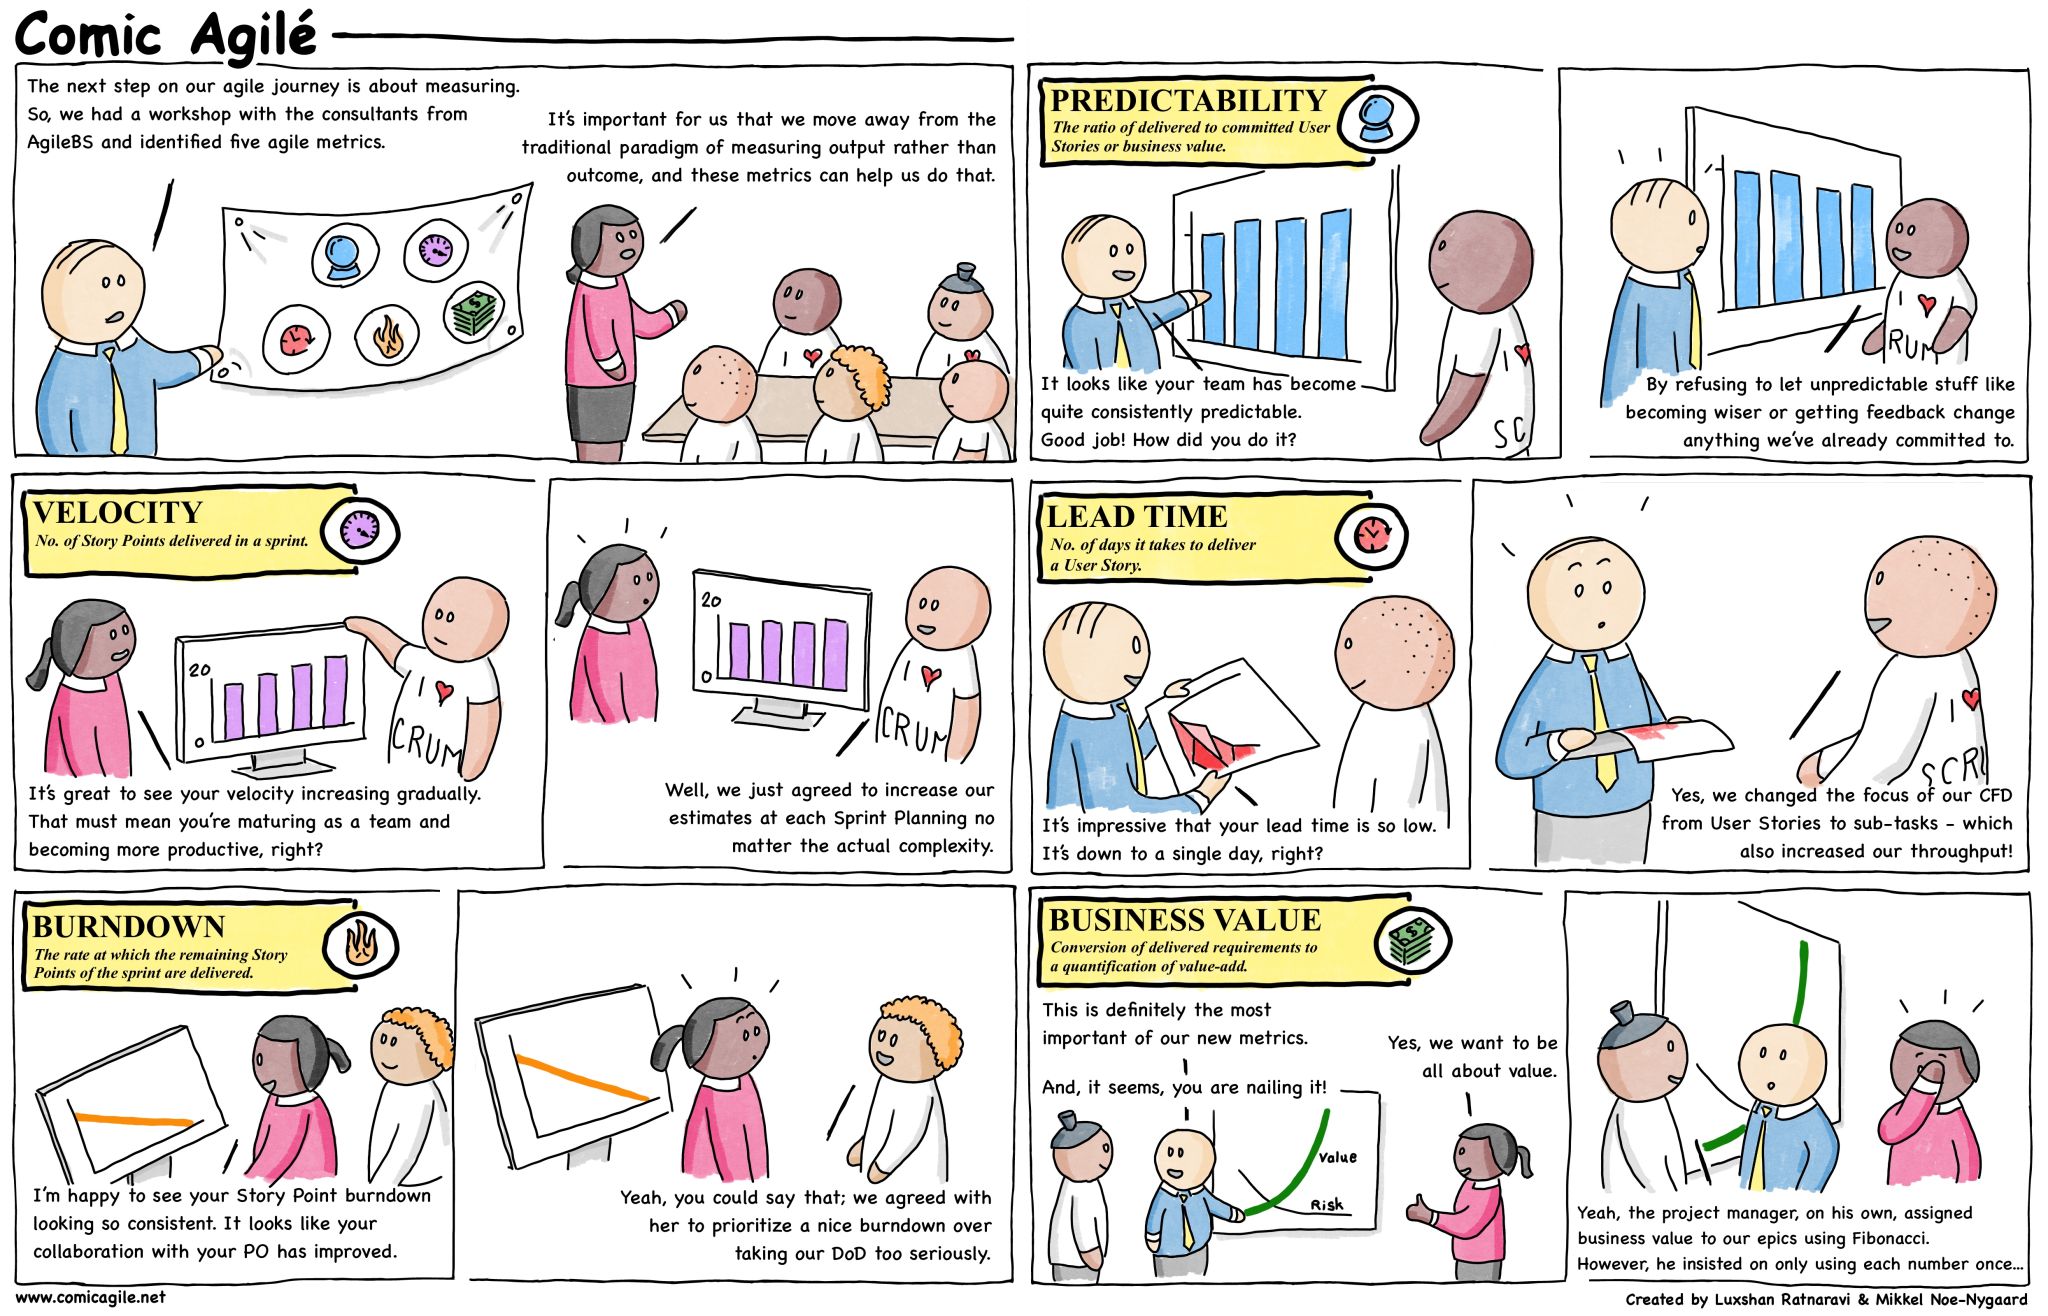 Comic Agilé
The next step on our agile journey is about measuring.
So, we had a workshop with the consultants from
AgileBS and identified five agile metrics.
It's important for us that we move away from the
traditional paradigm of measuring output rather than
outcome, and these metrics can help us do that.
I
I
PREDICTABILITY
The ratio of delivered to committed User
Stories or business value.
It looks like your team has become
quite consistently predictable.
Good job! How did you do it?
I
SC
By refusing to let unpredictable stuff like
becoming wiser or getting feedback change
anything we've already committed to.
I
RUM
VELOCITY
No. of Story Points delivered in a sprint.
20
0
I
CRUM
It's great to see your velocity increasing gradually.
That must mean you're maturing as a team and
becoming more productive, right?
20
0
I
CRUM
Well, we just agreed to increase our
estimates at each Sprint Planning no
matter the actual complexity.
LEAD TIME
No. of days it takes to deliver
a User Story.
It's impressive that your lead time is so low.
It's down to a single day, right?
I
SCRU
Yes, we changed the focus of our CFD
from User Stories to sub-tasks - which
also increased our throughput!
BURNDOWN
The rate at which the remaining Story
Points of the sprint are delivered.
I'm happy to see your Story Point burndown
looking so consistent. It looks like your
collaboration with your PO has improved.
Yeah, you could say that; we agreed with
her to prioritize a nice burndown over
taking our DoD too seriously.
BUSINESS VALUE
Conversion of delivered requirements to
a quantification of value-add.
This is definitely the most
important of our new metrics.
And, it seems, you are nailing it!
Yes, we want to be
all about value.
Value
Risk
Yeah, the project manager, on his own, assigned
business value to our epics using Fibonacci.
However, he insisted on only using each number once...
www.comicagile.net
Created by Luxshan Ratnaravi & Mikkel Noe-Nygaard